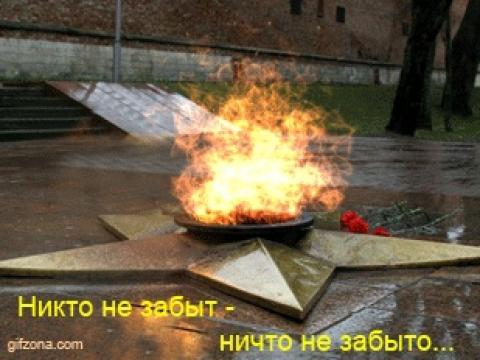 Никто не забыт -
ничто не забыто...
gifzona.com